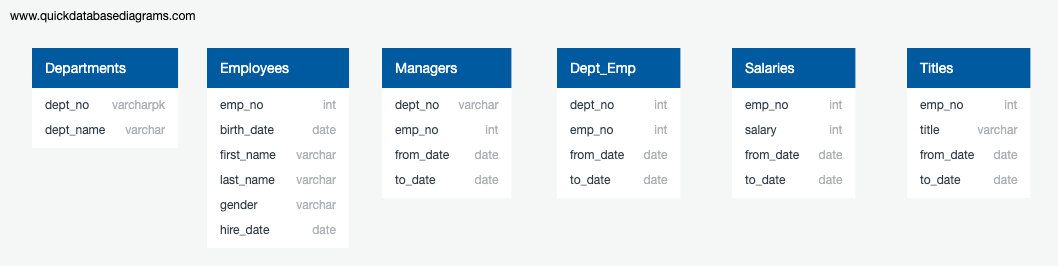 www.quickdatabasediagrams.com
Departments
dept_no varcharpk
dept_name varchar
Employees
emp_no int
birth_date date
first_name varchar
last_name varchar
gender varchar
hire_date date
Managers
dept_no varchar
emp_no int
from_date date
to_date date
Dept_Emp
dept_no int
emp_no int
from_date date
to_date date
Salaries
emp_no int
salary int
from_date date
to_date date
Titles
emp_no int
title varchar
from_date date
to_date date